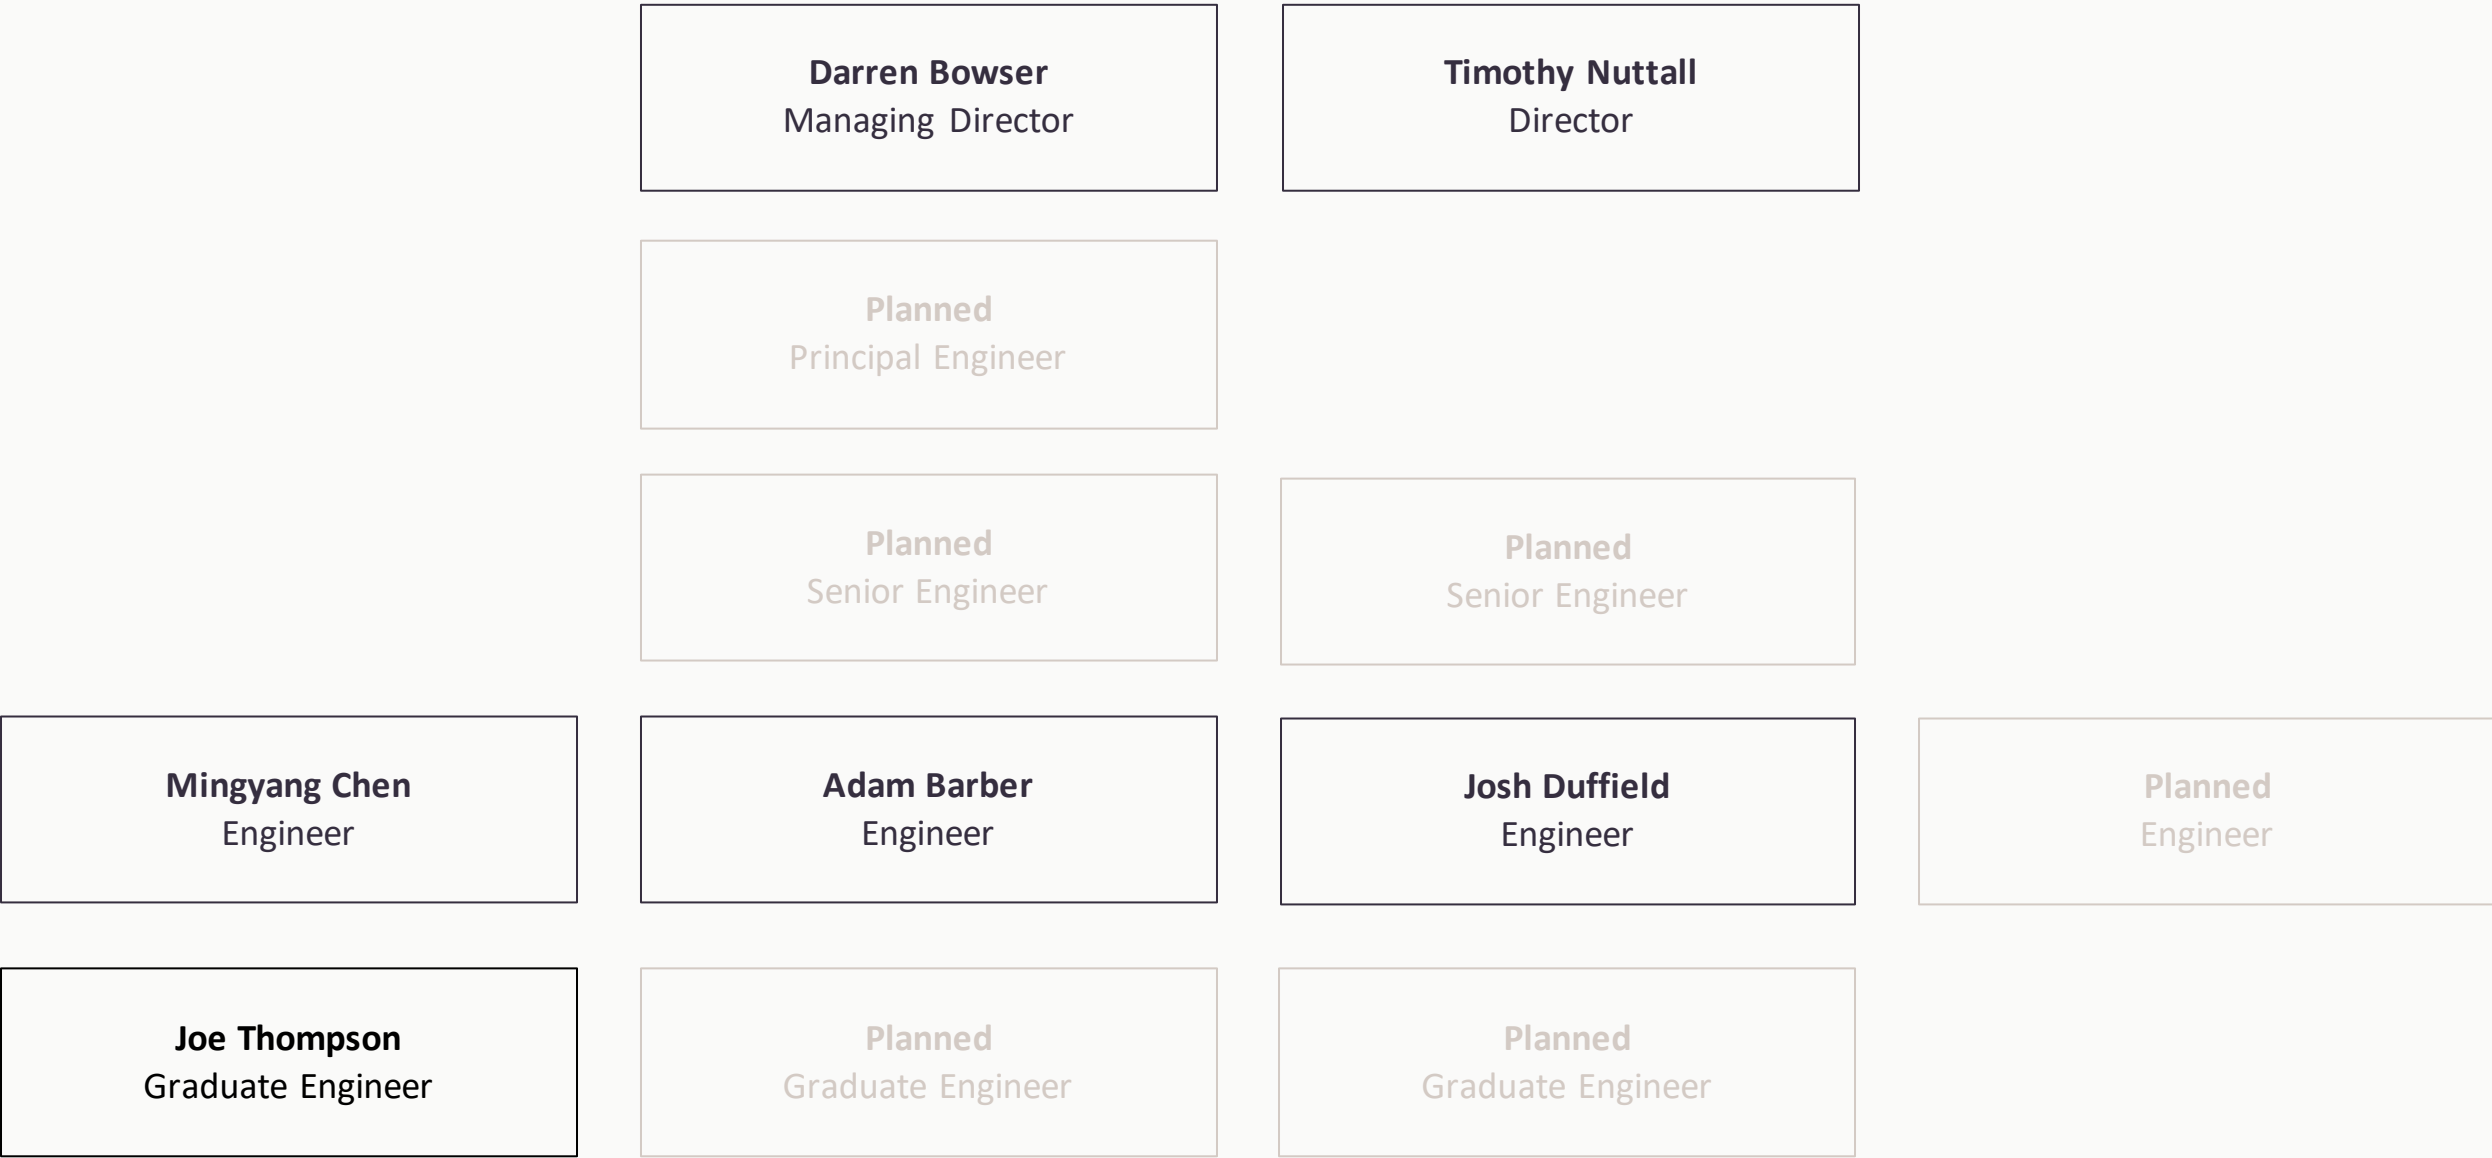 Darren Bowser
Managing Director
Timothy Nuttall
Director
Planned
Principal Engineer
Planned
Senior Engineer
Planned
Senior Engineer
Mingyang Chen
Engineer
Adam Barber
Engineer
Josh Duffield
Engineer
Planned
Engineer
Joe Thompson
Graduate Engineer
Planned
Graduate Engineer
Planned
Graduate Engineer